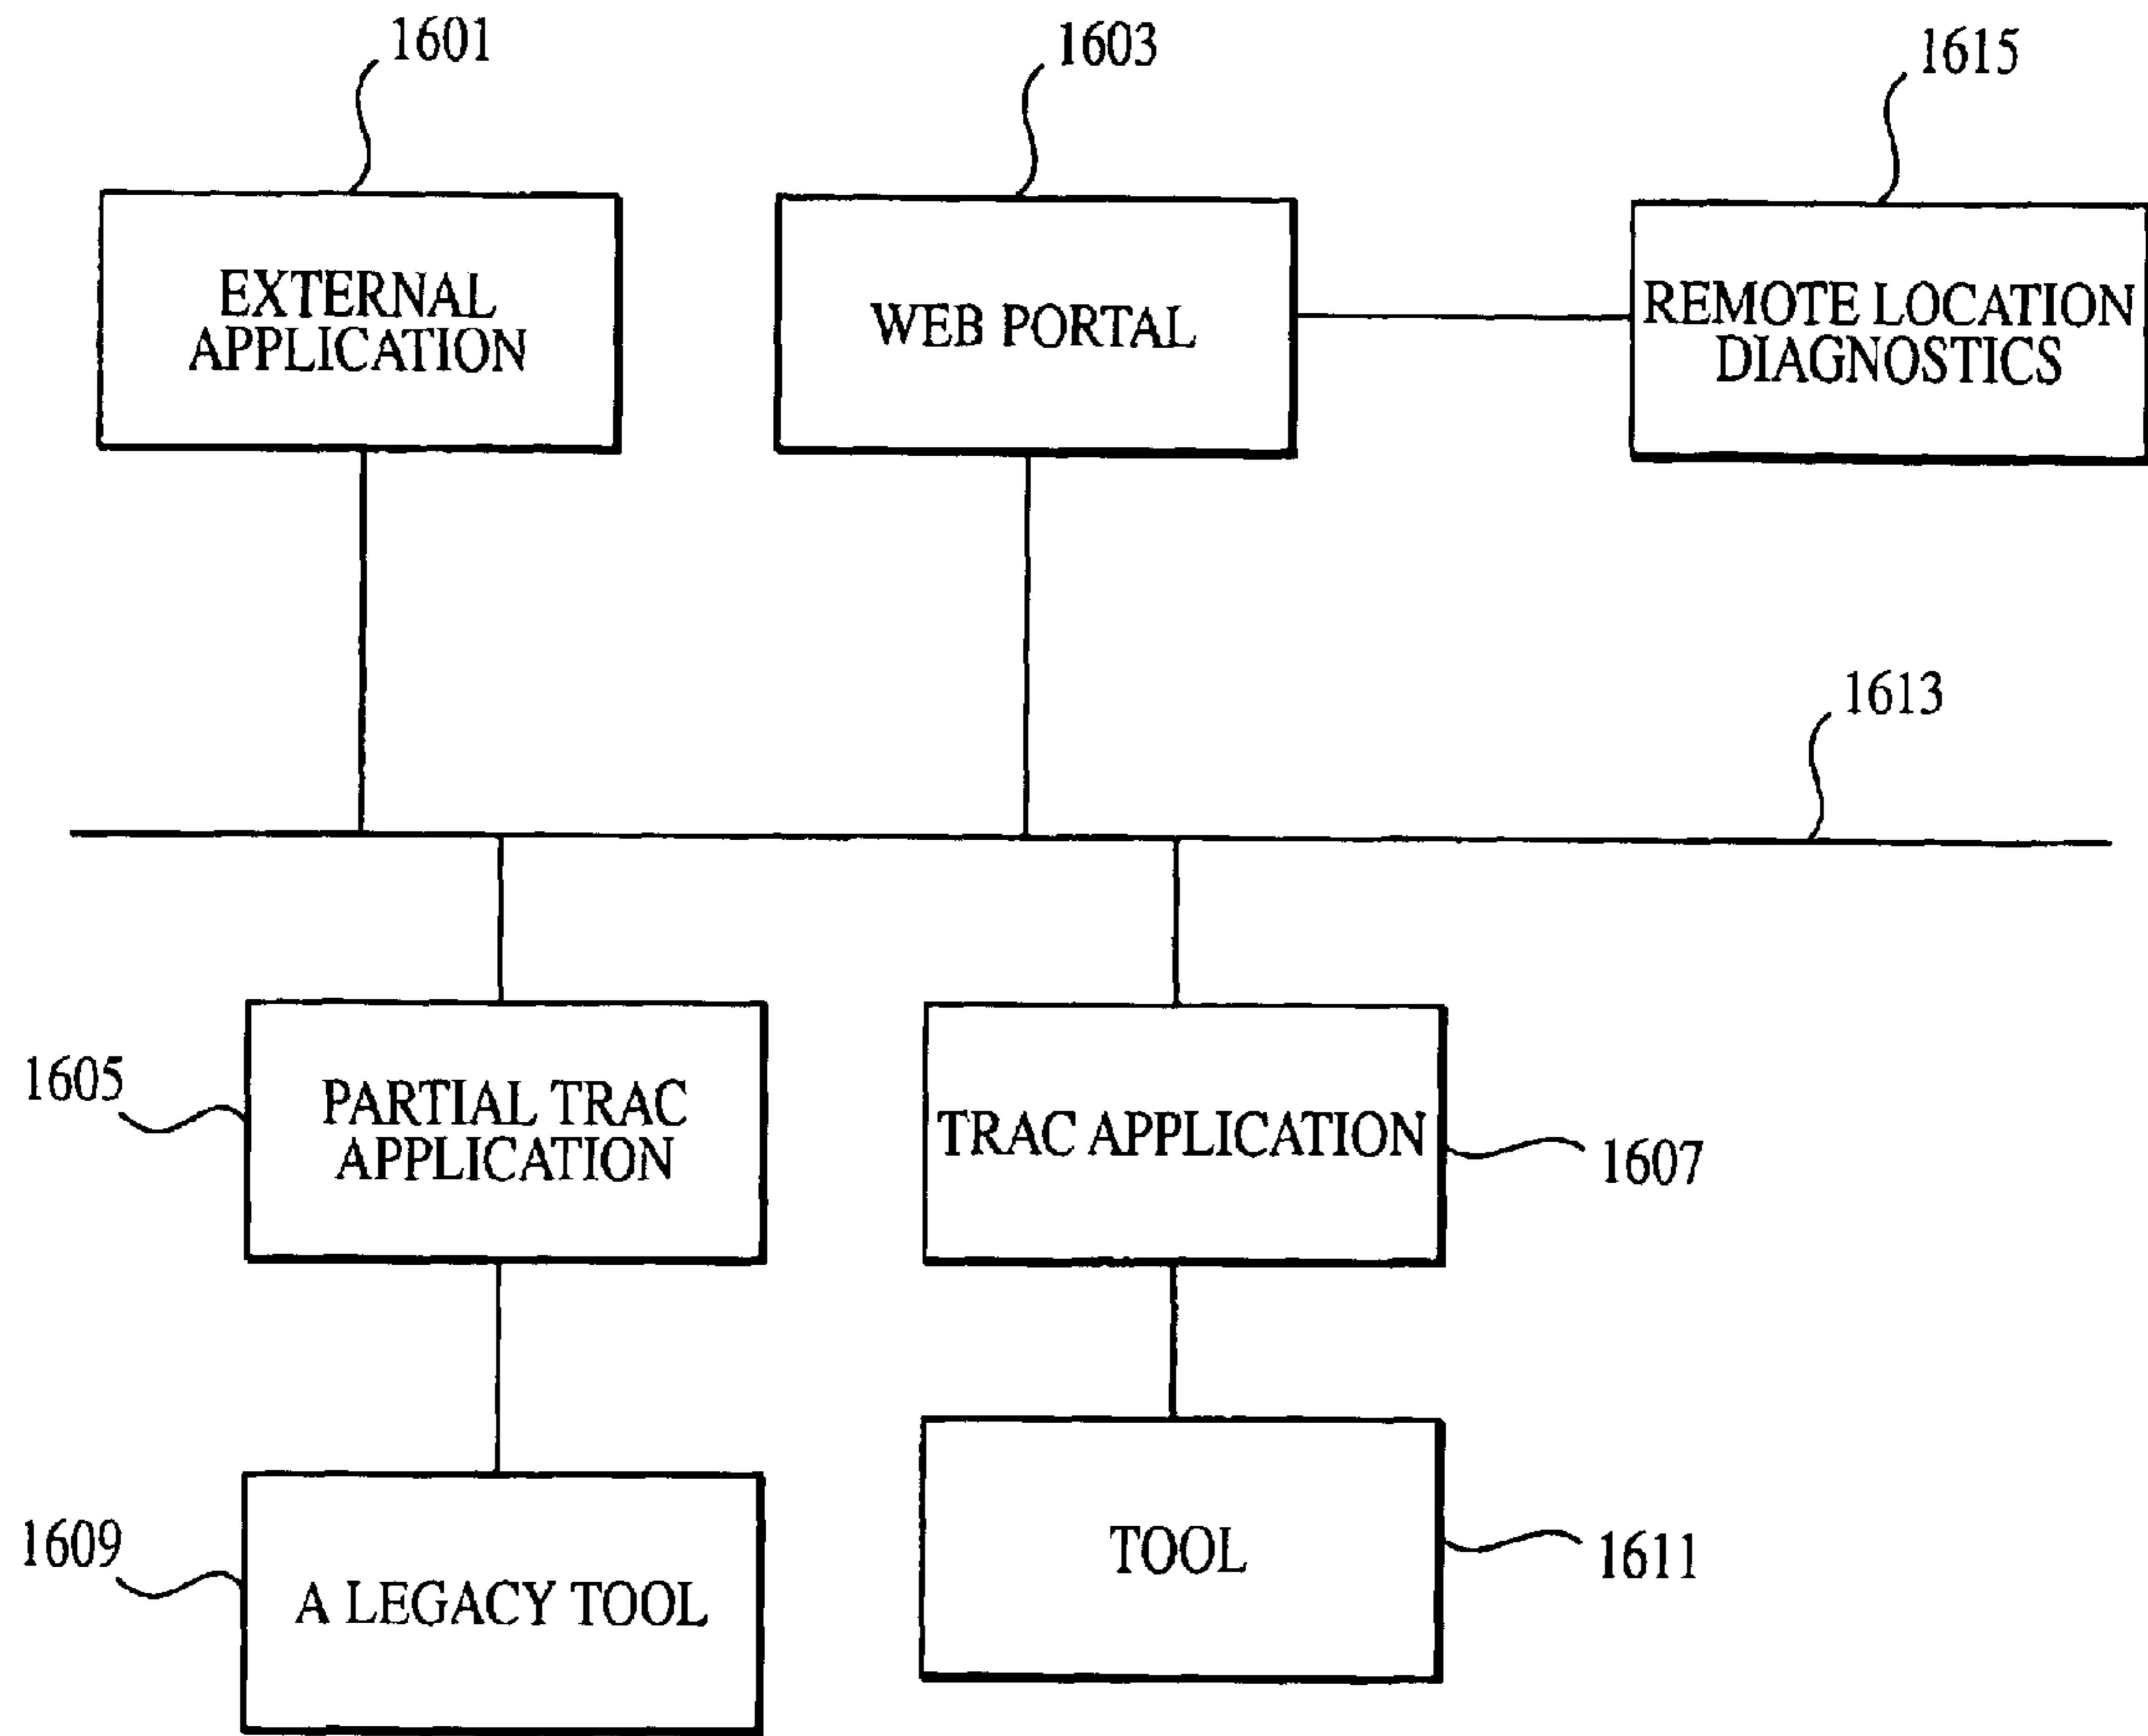 1601
1603
1615
EXTERNAL
APPLICATION
WEB PORTAL
REMOTE LOCATION
DIAGNOSTICS
1613
1605
PARTIAL TRAC
APPLICATION
TRAC APPLICATION
1607
1609
A LEGACY TOOL
TOOL
1611